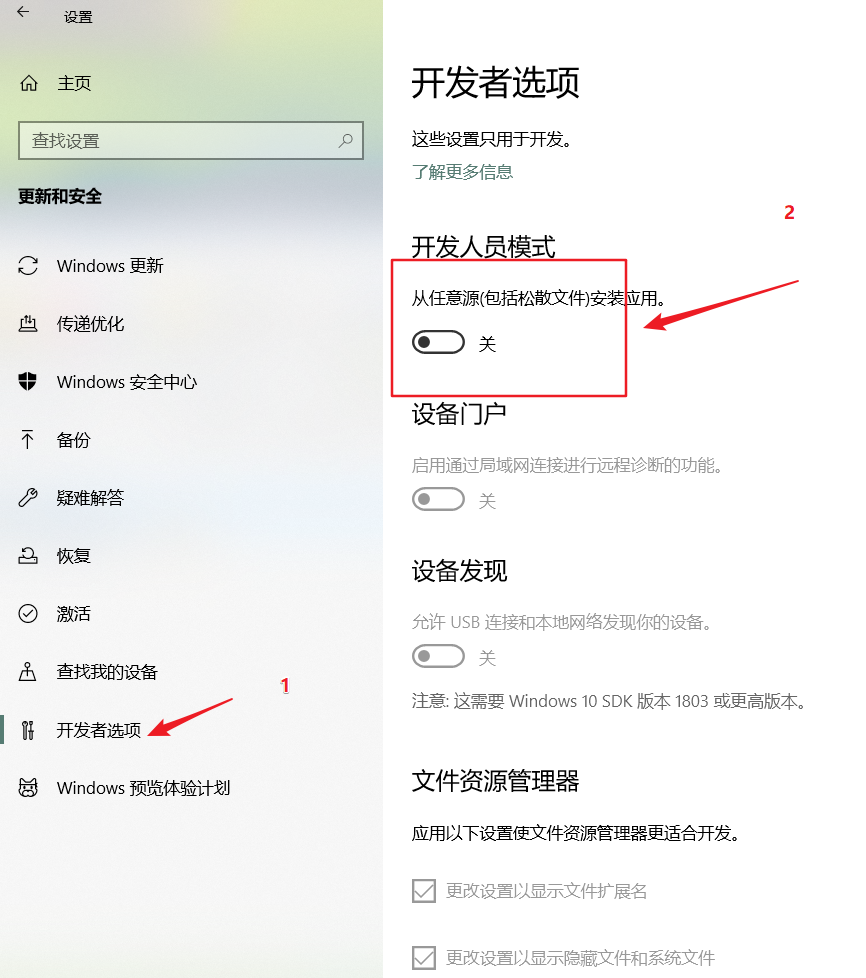 设置
主页
查找设置
更新和安全
Windows 更新
传递优化
Windows 安全中心
备份
疑难解答
恢复
激活
查找我的设备
1
开发者选项
Windows 预览体验计划
开发者选项
这些设置只用于开发。
了解更多信息
2
开发人员模式
从任意源(包括松散文件)安装应用。
关
设备门户
启用通过局域网连接进行远程诊断的功能。
关
设备发现
允许 USB 连接和本地网络发现你的设备。
关
注意: 这需要 Windows 10 SDK 版本 1803 或更高版本。
文件资源管理器
应用以下设置使文件资源管理器更适合开发。
更改设置以显示文件扩展名
更改设置以显示隐藏文件和系统文件